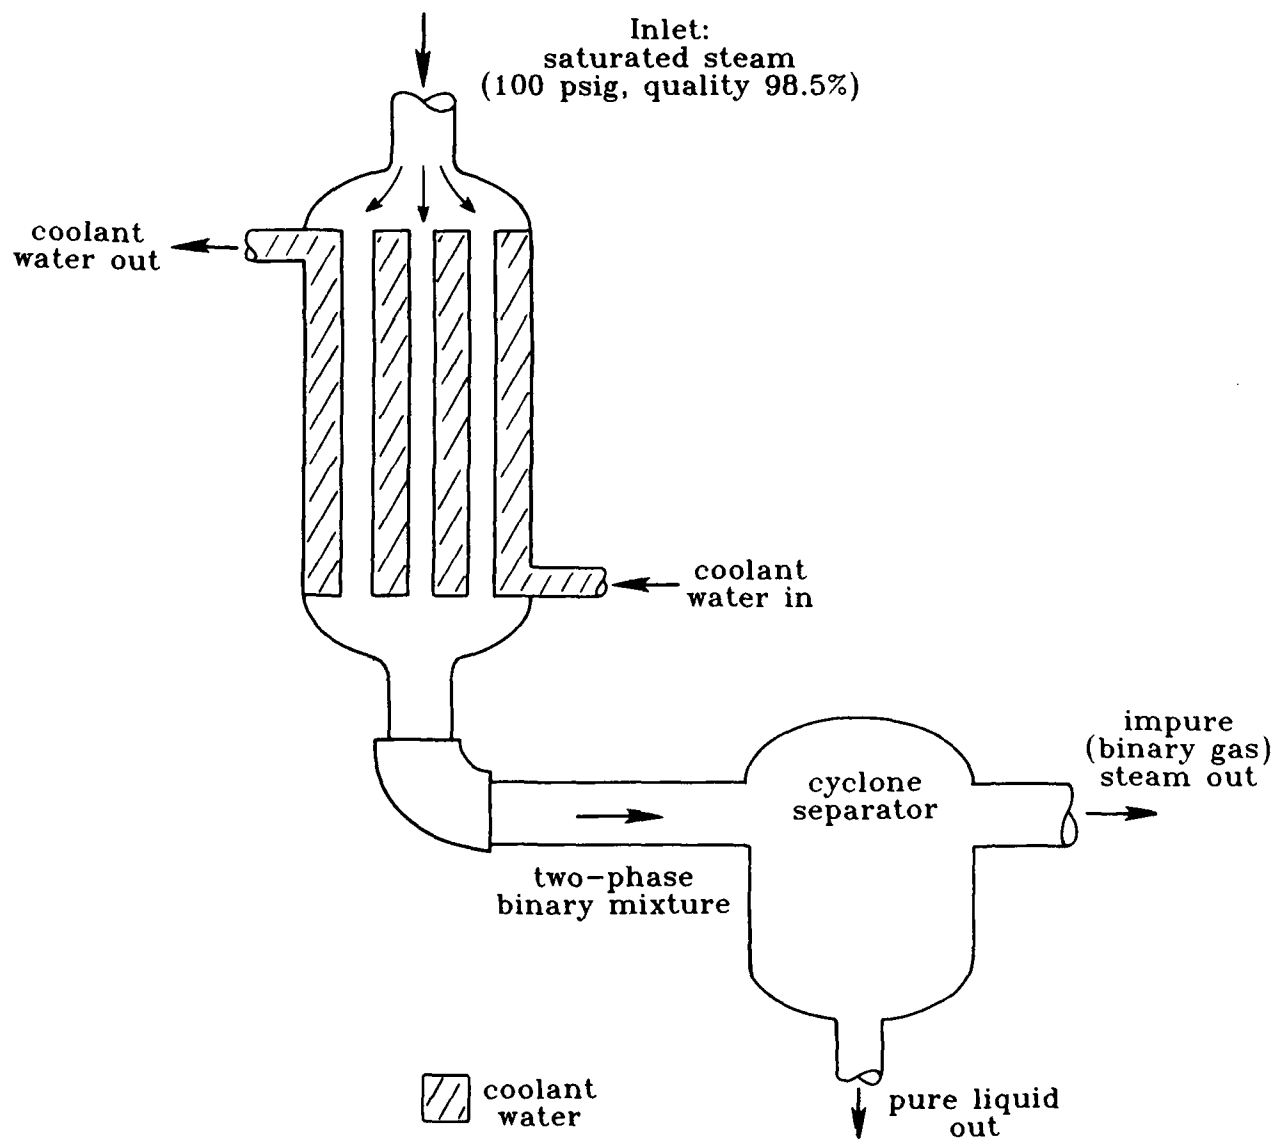 Inlet:
saturated steam
(100 psig, quality 98.5%)
coolant
water out
coolant
water in
impure
(binary gas)
steam out
cyclone
separator
two-phase
binary mixture
coolant
water
pure liquid
out